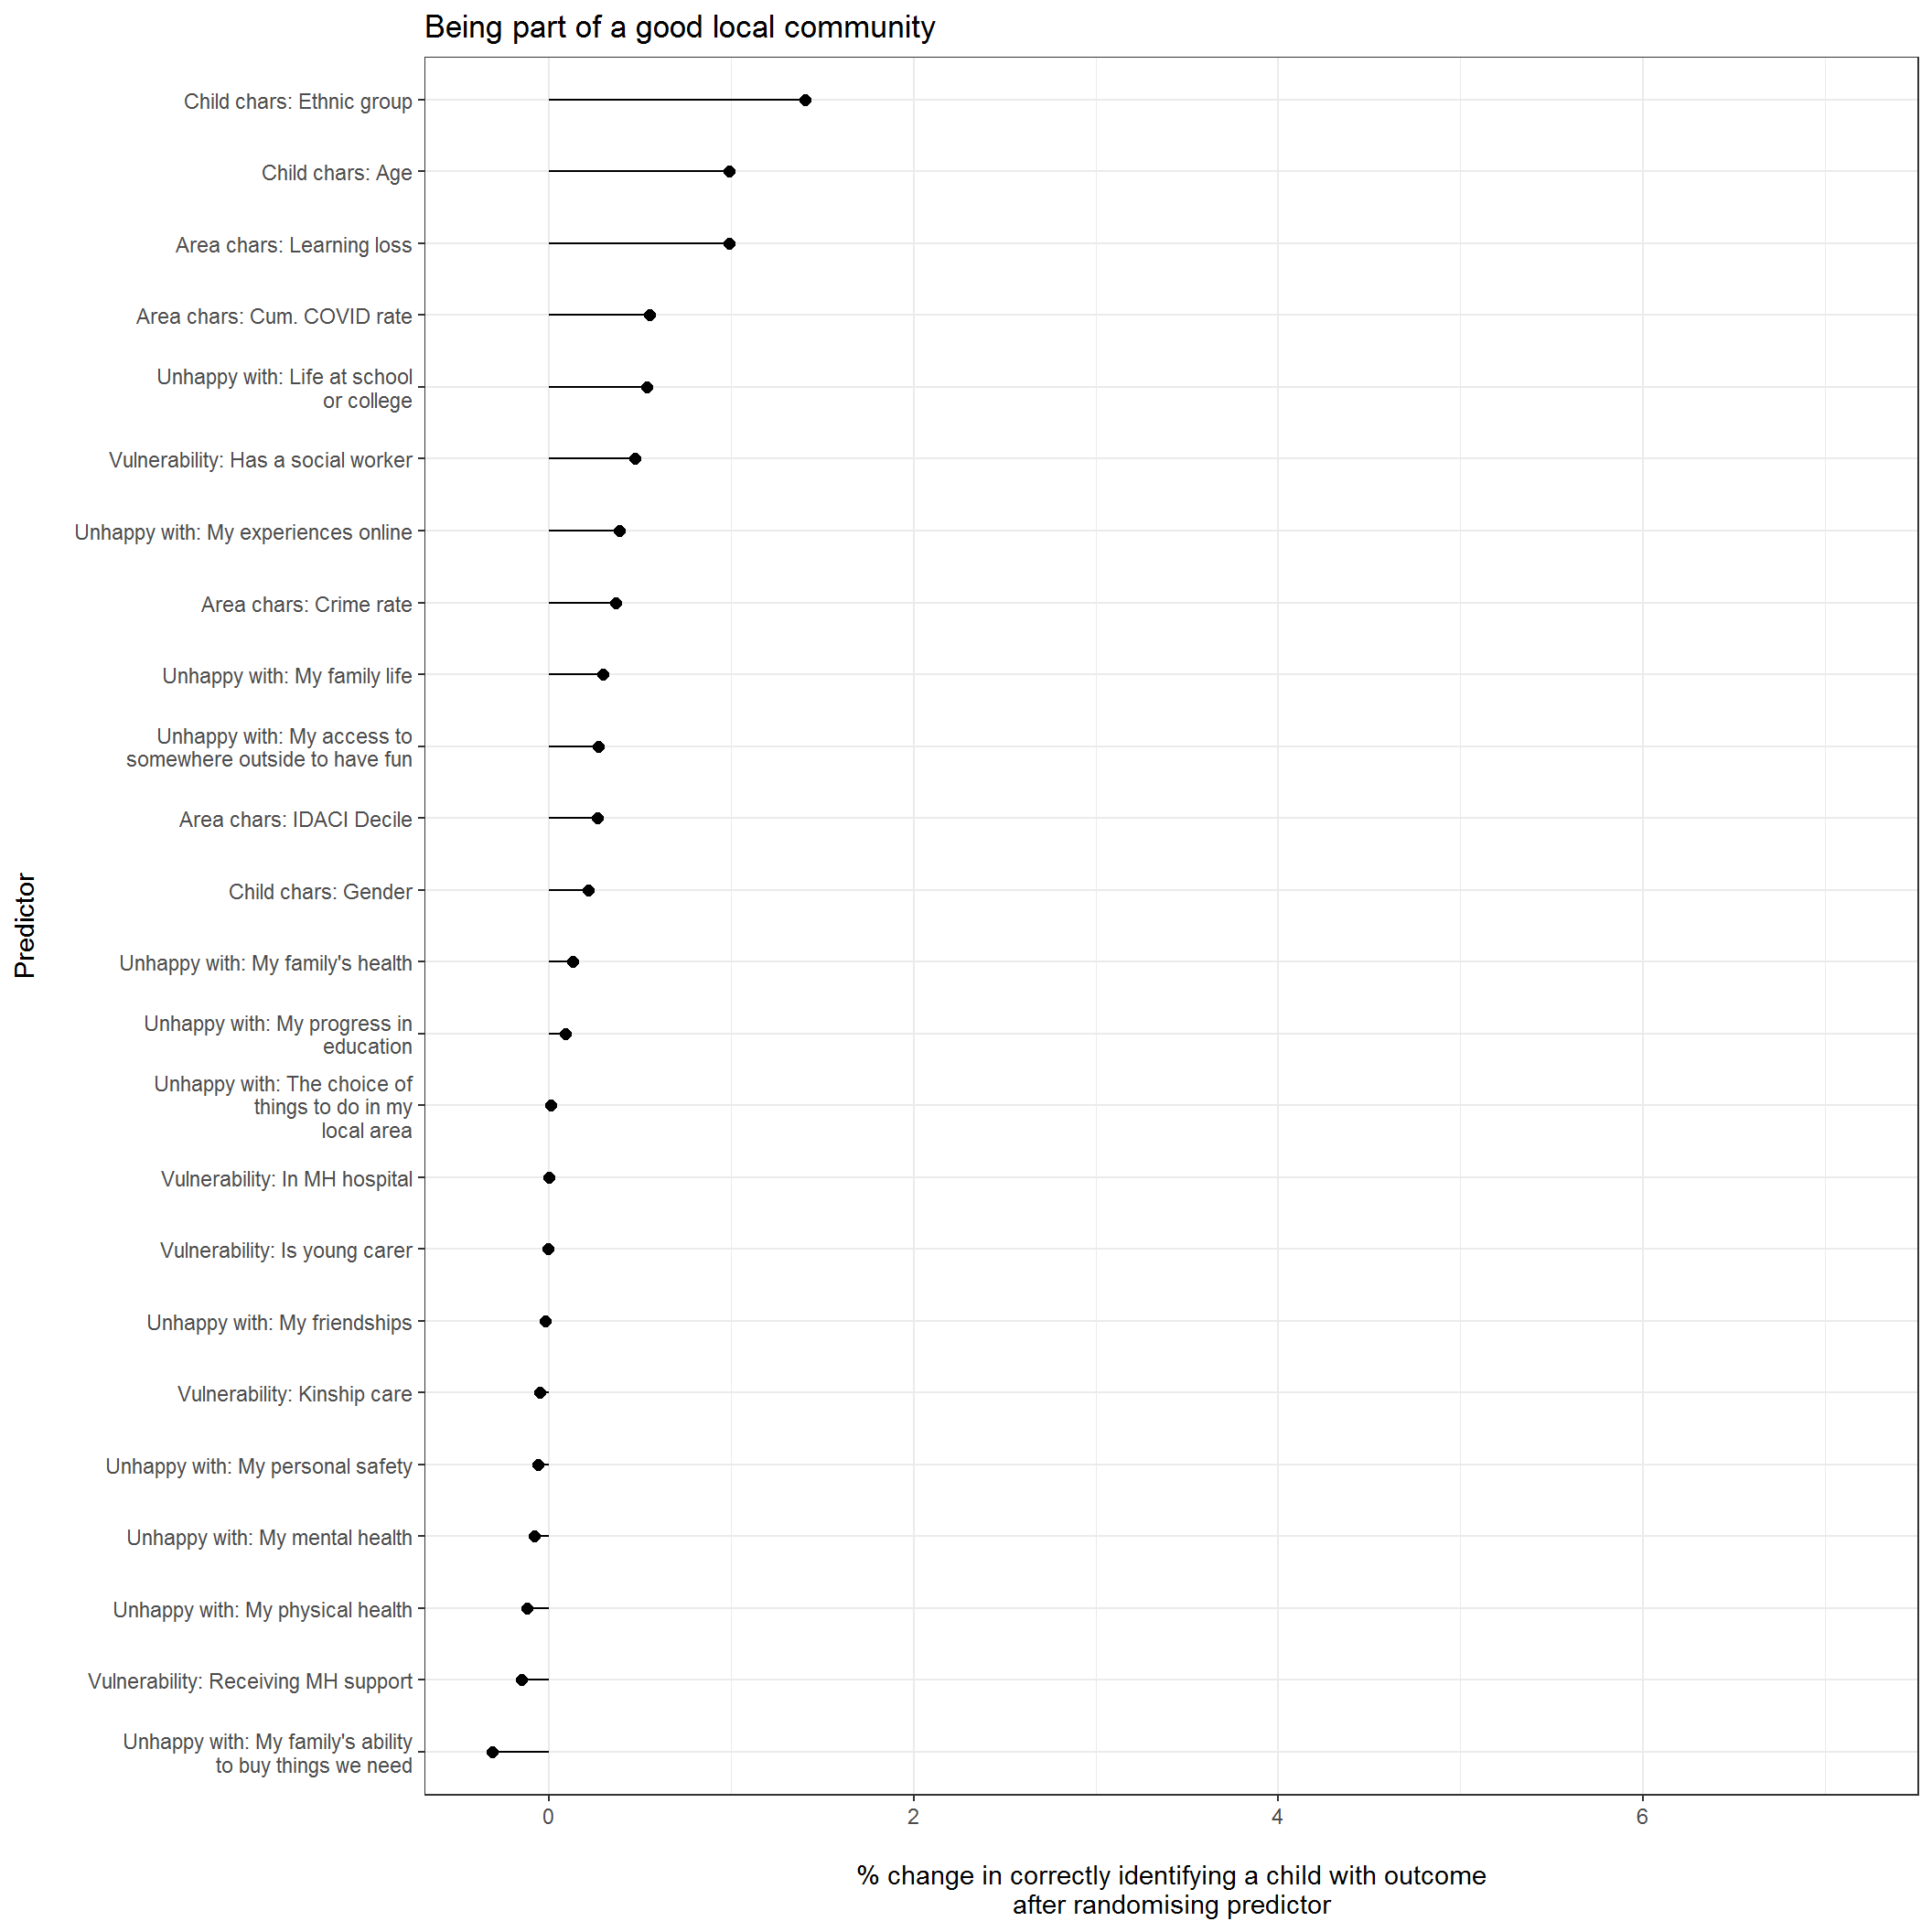 Being part of a good local community
Child chars: Ethnic group
Child chars: Age
Area chars: Learning loss
Area chars: Cum. COVID rate
Unhappy with: Life at school
or college
Vulnerability: Has a social worker
Unhappy with: My experiences online
Area chars: Crime rate
Unhappy with: My family life
Unhappy with: My access to
somewhere outside to have fun
Area chars: IDACI Decile
Child chars: Gender
Unhappy with: My family's health
Unhappy with: My progress in
education
Unhappy with: The choice of
things to do in my
local area
Vulnerability: In MH hospital
Vulnerability: Is young carer
Unhappy with: My friendships
Vulnerability: Kinship care
Unhappy with: My personal safety
Unhappy with: My mental health
Unhappy with: My physical health
Vulnerability: Receiving MH support
Unhappy with: My family's ability
to buy things we need
Predictor
0 2 4 6
% change in correctly identifying a child with outcome
after randomising predictor